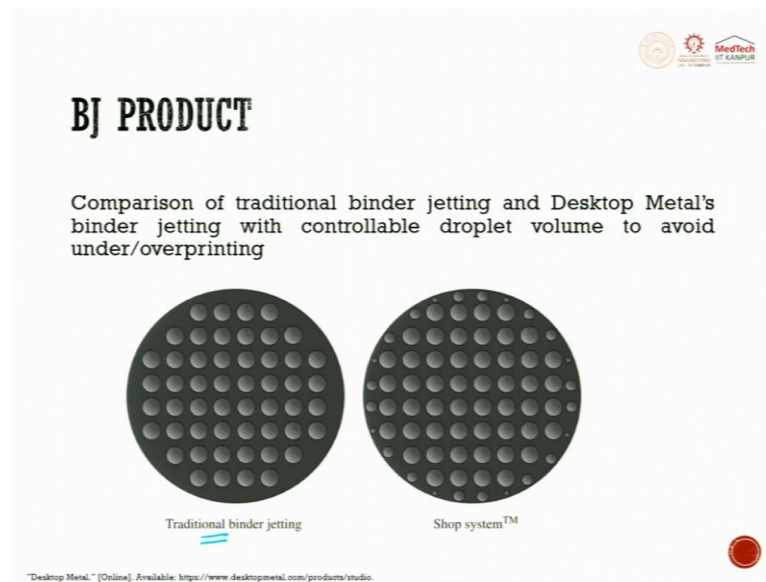 MedTech
IIT KANPUR
BJ PRODUCT
Comparison of traditional binder jetting and Desktop Metal's
binder jetting with controllable droplet volume to avoid
under/overprinting
Traditional binder jetting
Shop system™
"Desktop Metal." [Online]. Available: https://www.desktopmetal.com/products/studio.